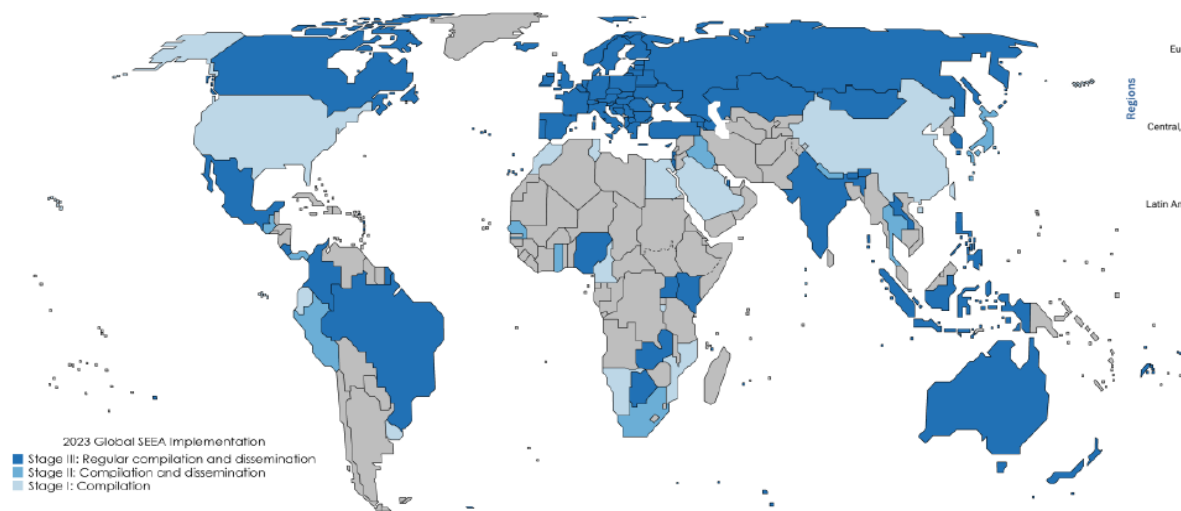 Eu
Regions
Central,
Latin Am
2023 Global SEEA Implementation
Stage III: Regular compilation and dissemination
Stage II: Compilation and dissemination
Stage I: Compilation